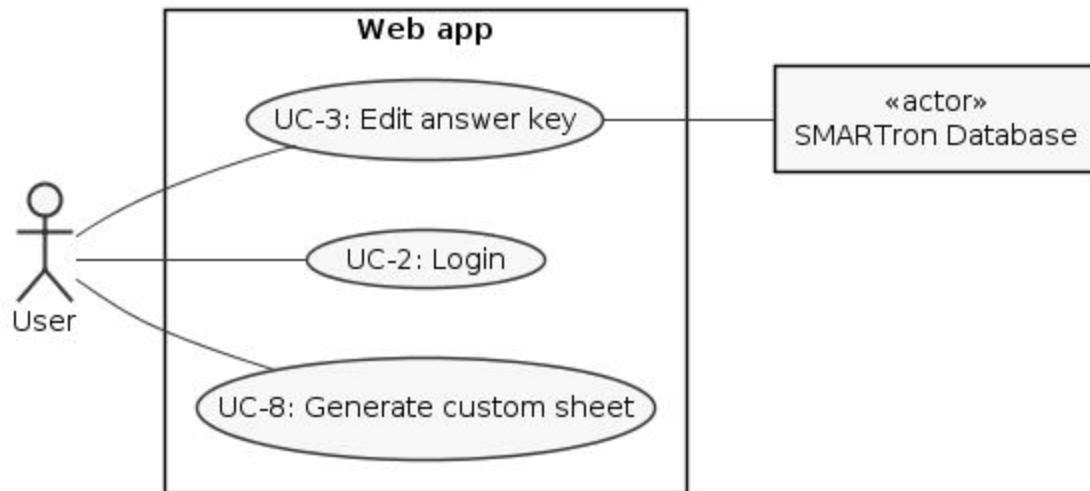 Web app
UC-3: Edit answer key
«actor»
SMARTron Database
UC-2: Login
User
UC-8: Generate custom sheet